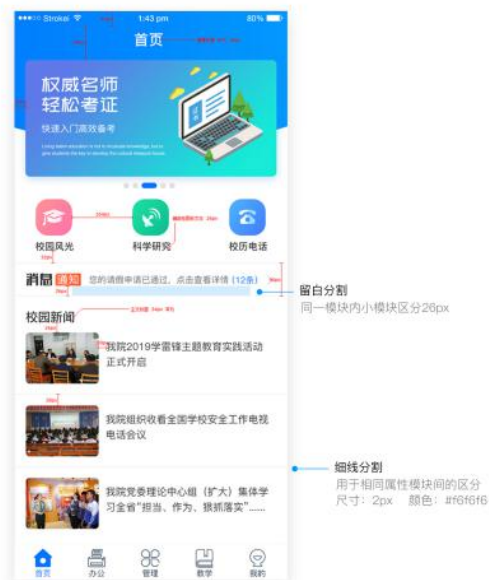 Strokel
1:43 pm
80%
首页
权威名师
轻松考证
快速入门高效备考
校园风光
科学研究
校历电话
消息 通知 您的请假申请已通过，点击查看详情 (12条)
留白分割
同一模块内小模块区分26px
校园新闻
我院2019学雷锋主题教育实践活动
正式开启
我院组织收看全国学校安全工作电视
电话会议
细线分割
用于相同属性模块间的区分
尺寸：2px 颜色：#f6f6f6
我院党委理论中心组（扩大）集体学
习全省“担当、作为、狠抓落实”......
首页
办公
管理
教学
我的